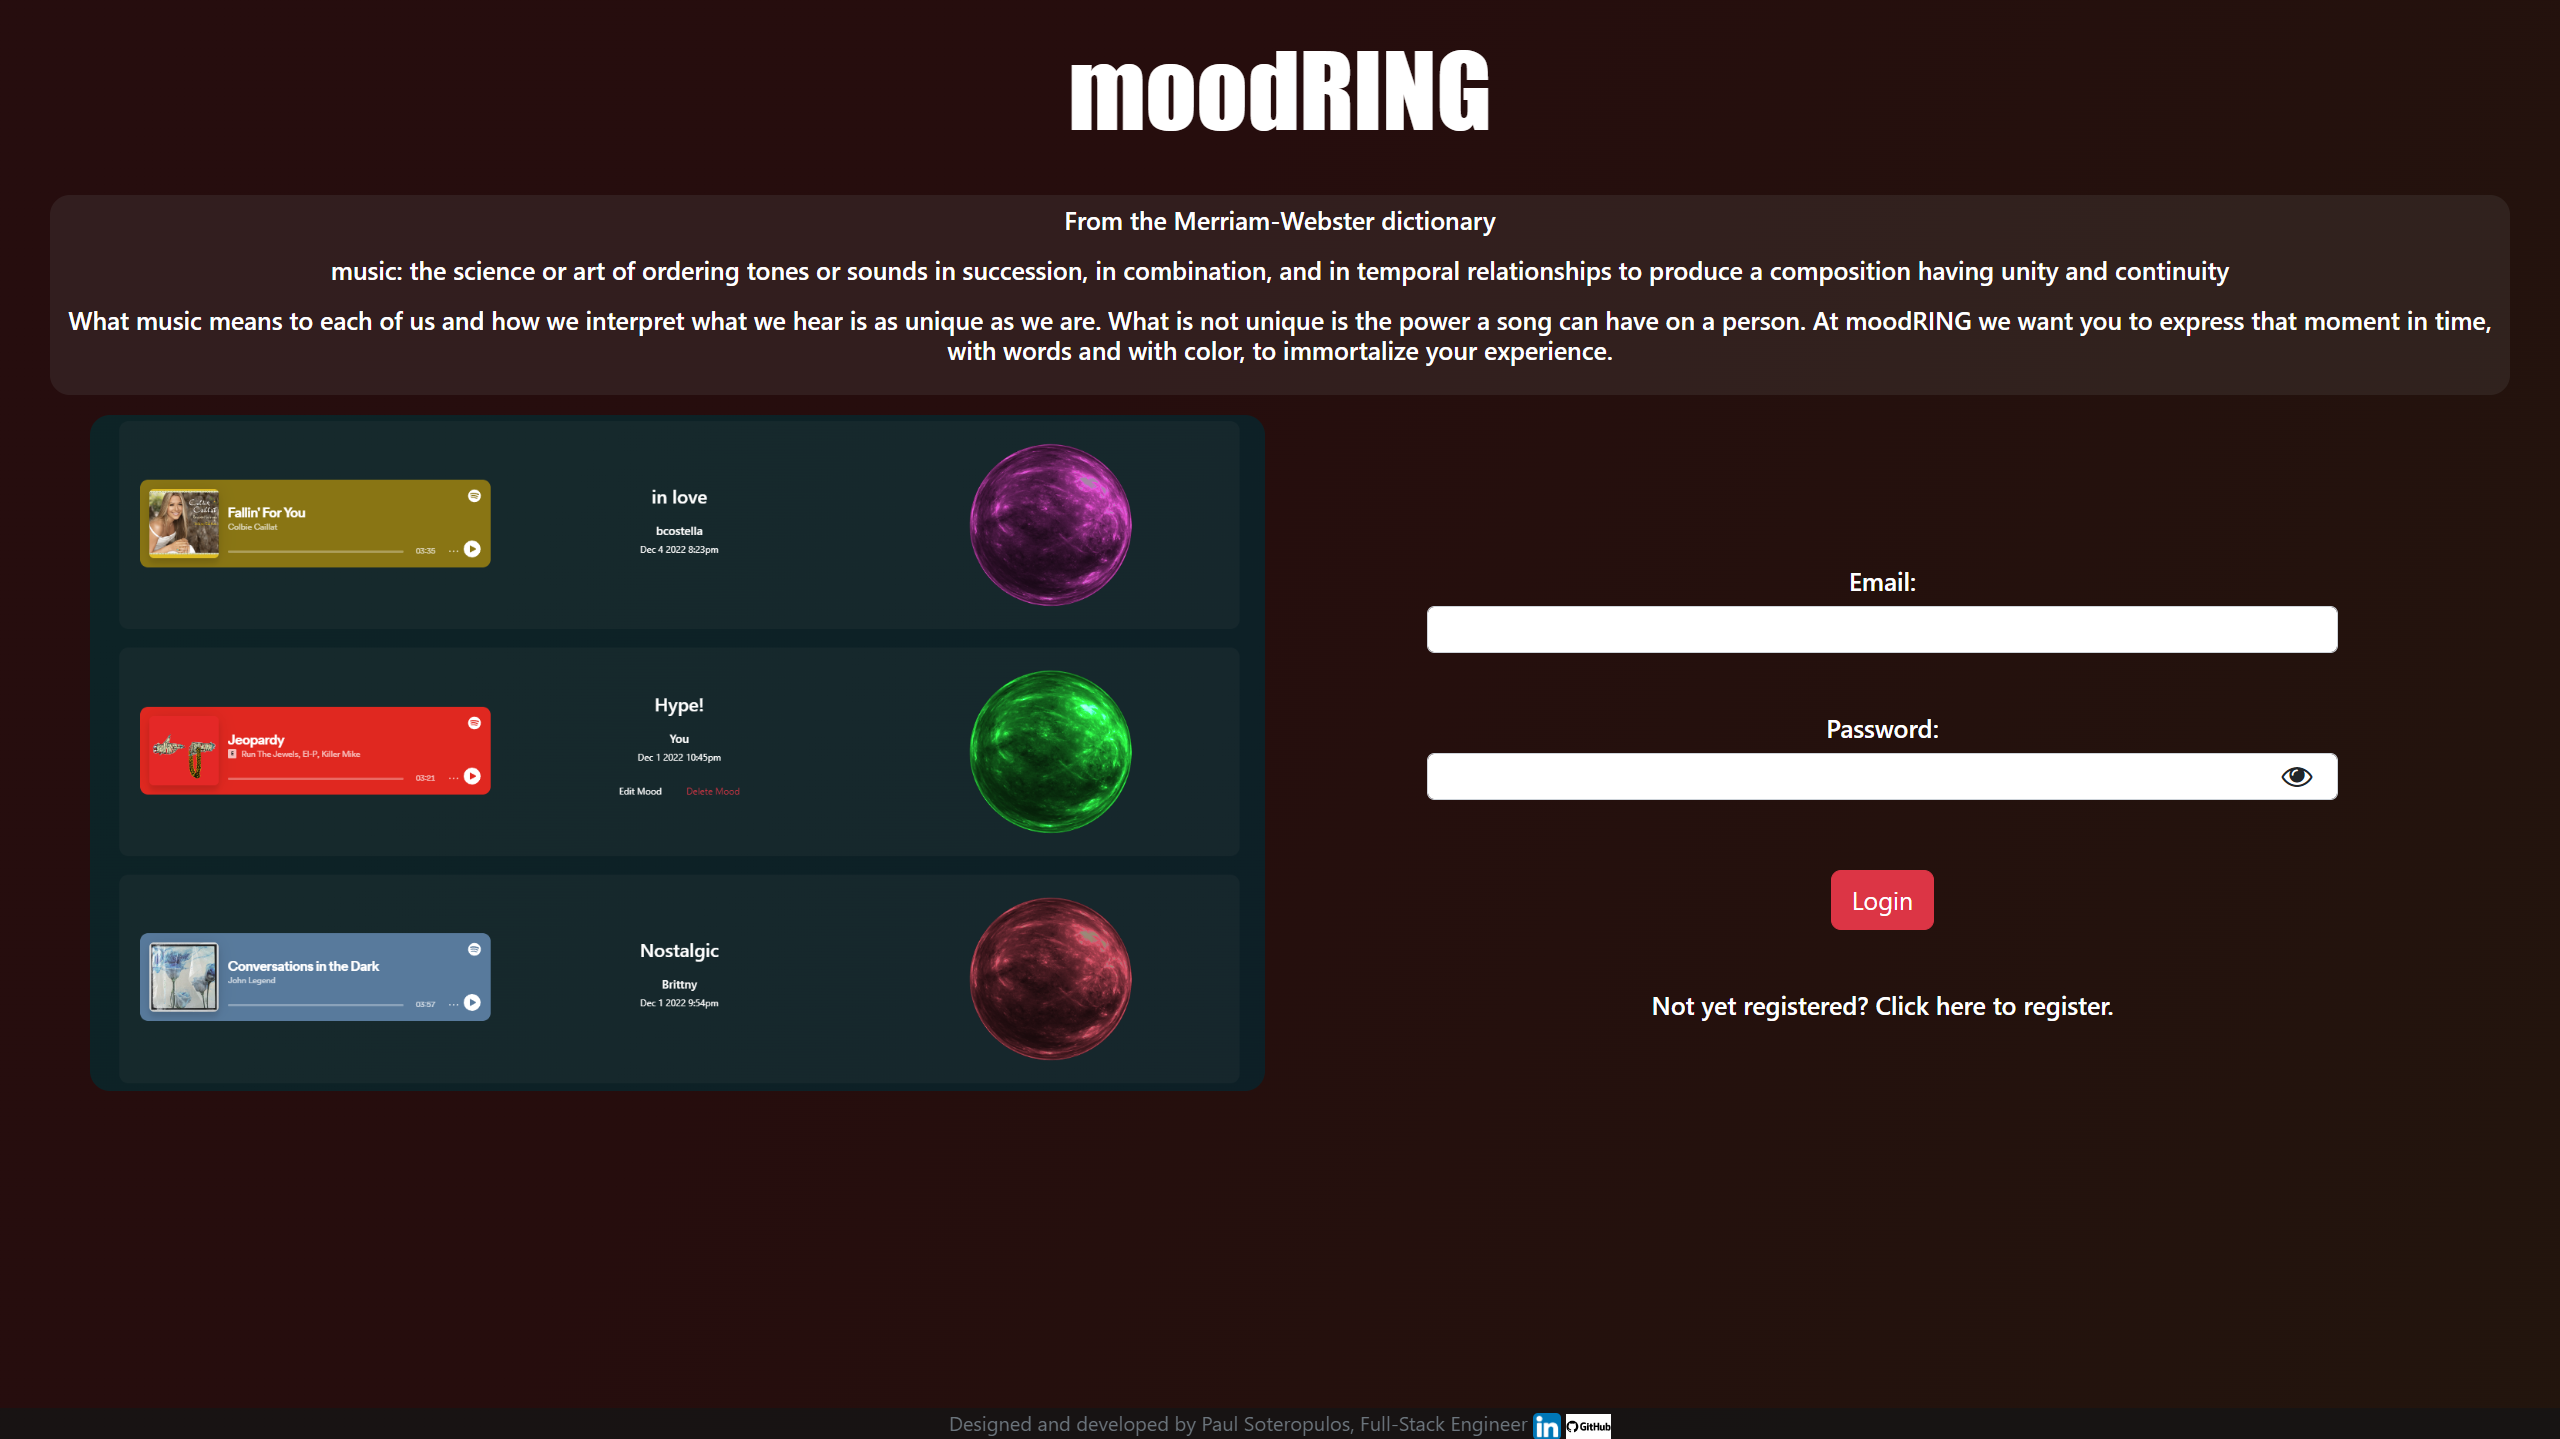 moodRING
From the Merriam-Webster dictionary
music: the science or art of ordering tones or sounds in succession, in combination, and in temporal relationships to produce a composition having unity and continuity
What music means to each of us and how we interpret what we hear is as unique as we are. What is not unique is the power a song can have on a person. At moodRING we want you to express that moment in time,
with words and with color, to immortalize your experience.
Fallin' For You
Colbie Caillat
03:35
in love
bcostella
Dec 4 2022 8:23pm
Jeopardy
E Run The Jewels, El-P, Killer Mike
03:21
Hype!
You
Dec 1 2022 10:45pm
Edit Mood Delete Mood
Conversations in the Dark
John Legend
03:57
Nostalgic
Brittny
Dec 1 2022 9:54pm
Email:
Password:
Login
Not yet registered? Click here to register.
Designed and developed by Paul Soteropulos, Full-Stack Engineer in GitHub